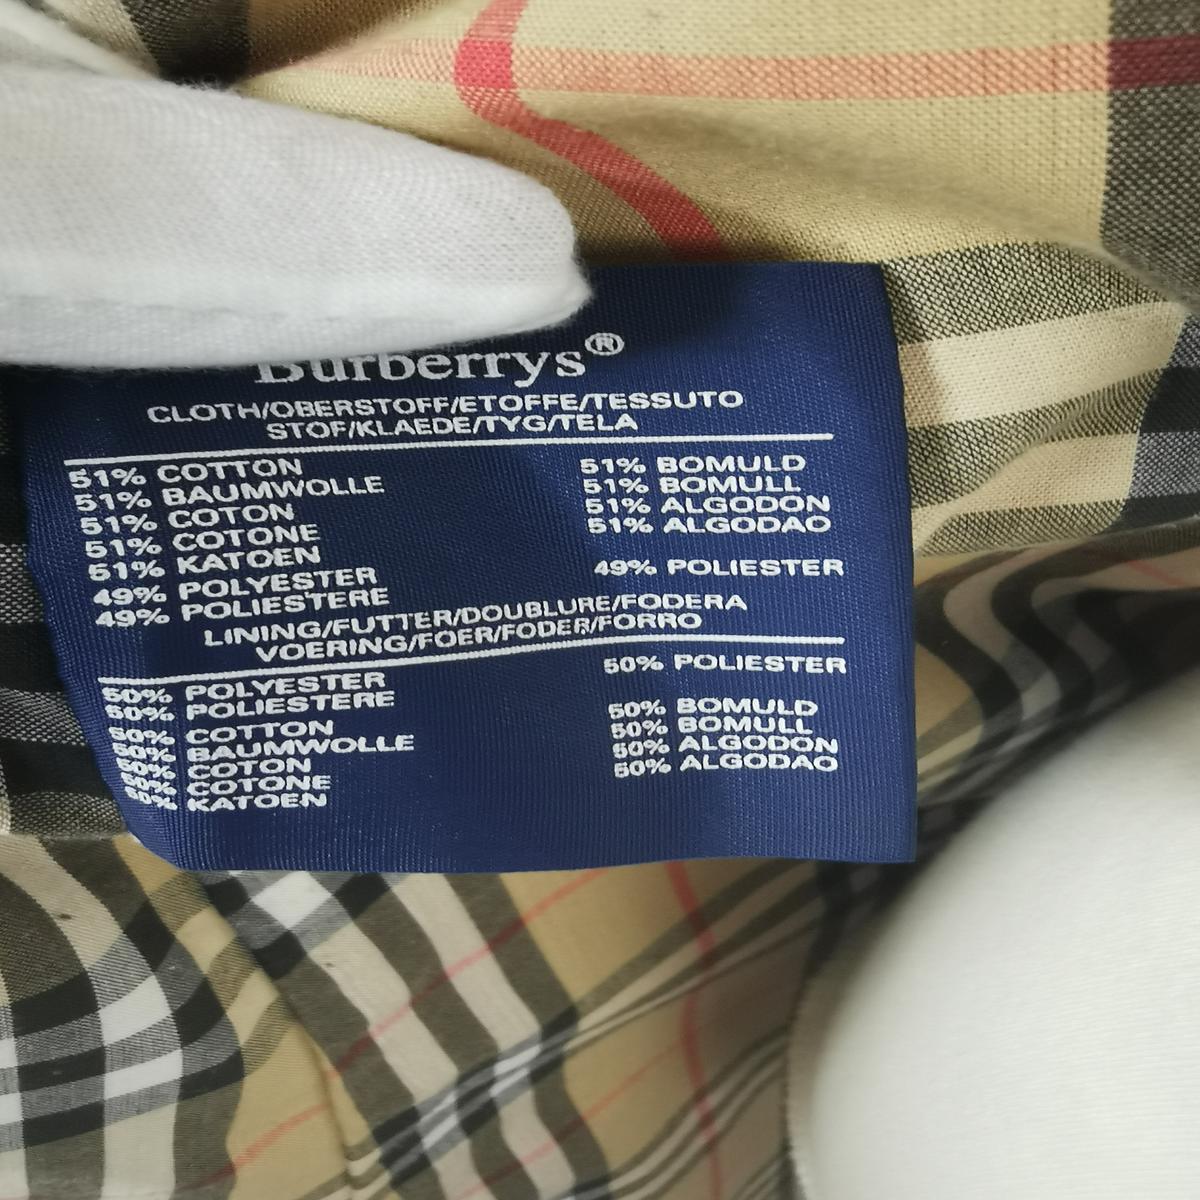 Burberrys®
CLOTH/OBERSTOFF/ETOFFE/TESSUTO
STOF/KLAEDE/TYG/TELA
51% COTTON
51% BAUMWOLLE
51% COTON
51% COTONE
51% KATOEN
49% POLYESTER
49% POLIESTERE
51% BOMULD
51% BOMULL
51% ALGODON
51% ALGODAO
49% POLIESTER
LINING/FUTTER/DOUBLURE/FODERA
VOERING/FOER/FODER/FORRO
50% POLYESTER
50% POLIESTERE
50% COTTON
50% BAUMWOLLE
50% COTON
50% COTONE
50% KATOEN
50% POLIESTER
50% BOMULD
50% BOMULL
50% ALGODON
50% ALGODAO